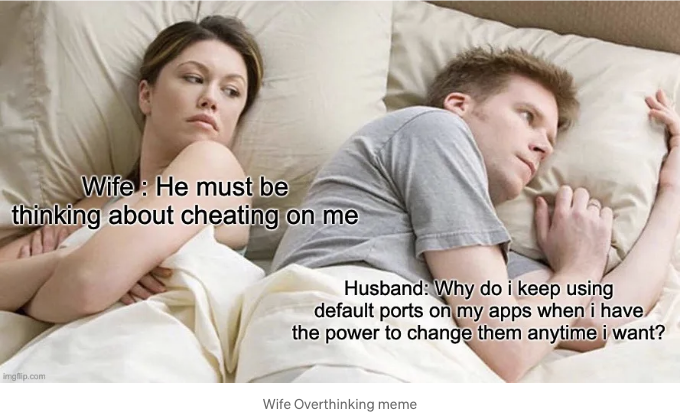 Wife : He must be
thinking about cheating on me
Husband: Why do i keep using
default ports on my apps when i have
the power to change them anytime i want?
imgflip.com
Wife Overthinking meme